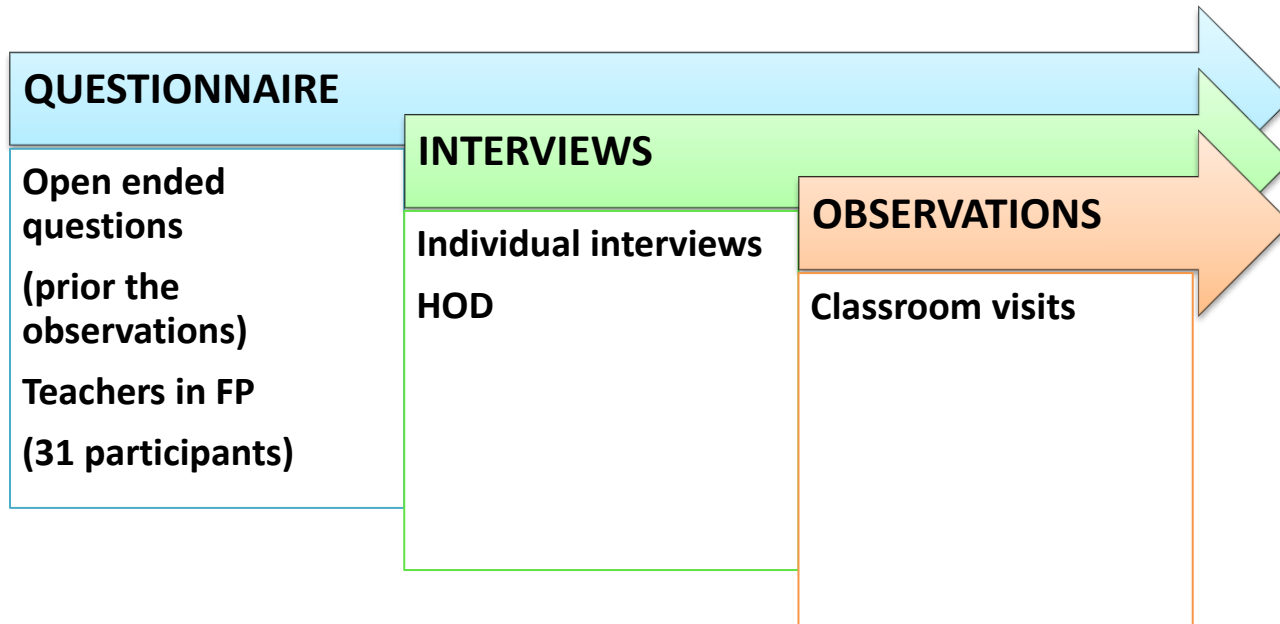 QUESTIONNAIRE
Open ended
questions
(prior the
observations)
Teachers in FP
(31 participants)
INTERVIEWS
Individual interviews
HOD
OBSERVATIONS
Classroom visits